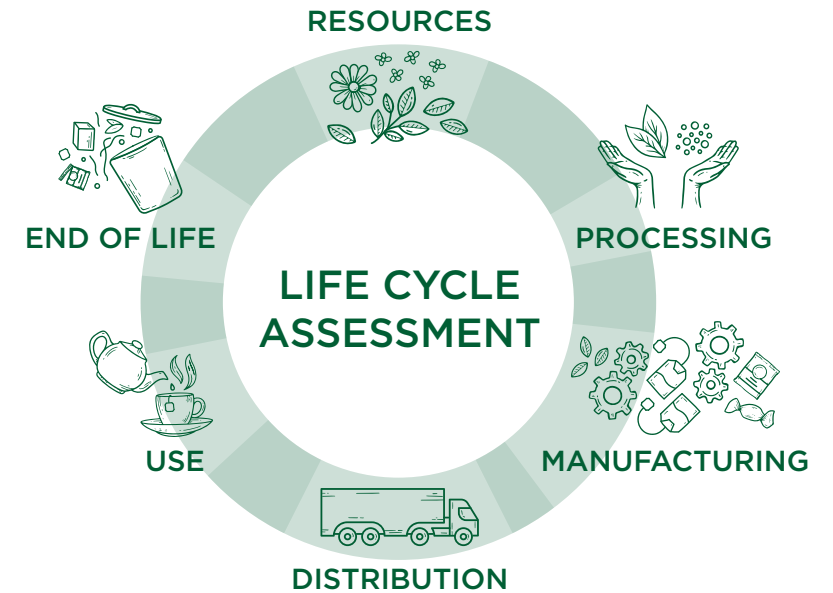 RESOURCES
PROCESSING
MANUFACTURING
DISTRIBUTION
USE
END OF LIFE
LIFE CYCLE
ASSESSMENT